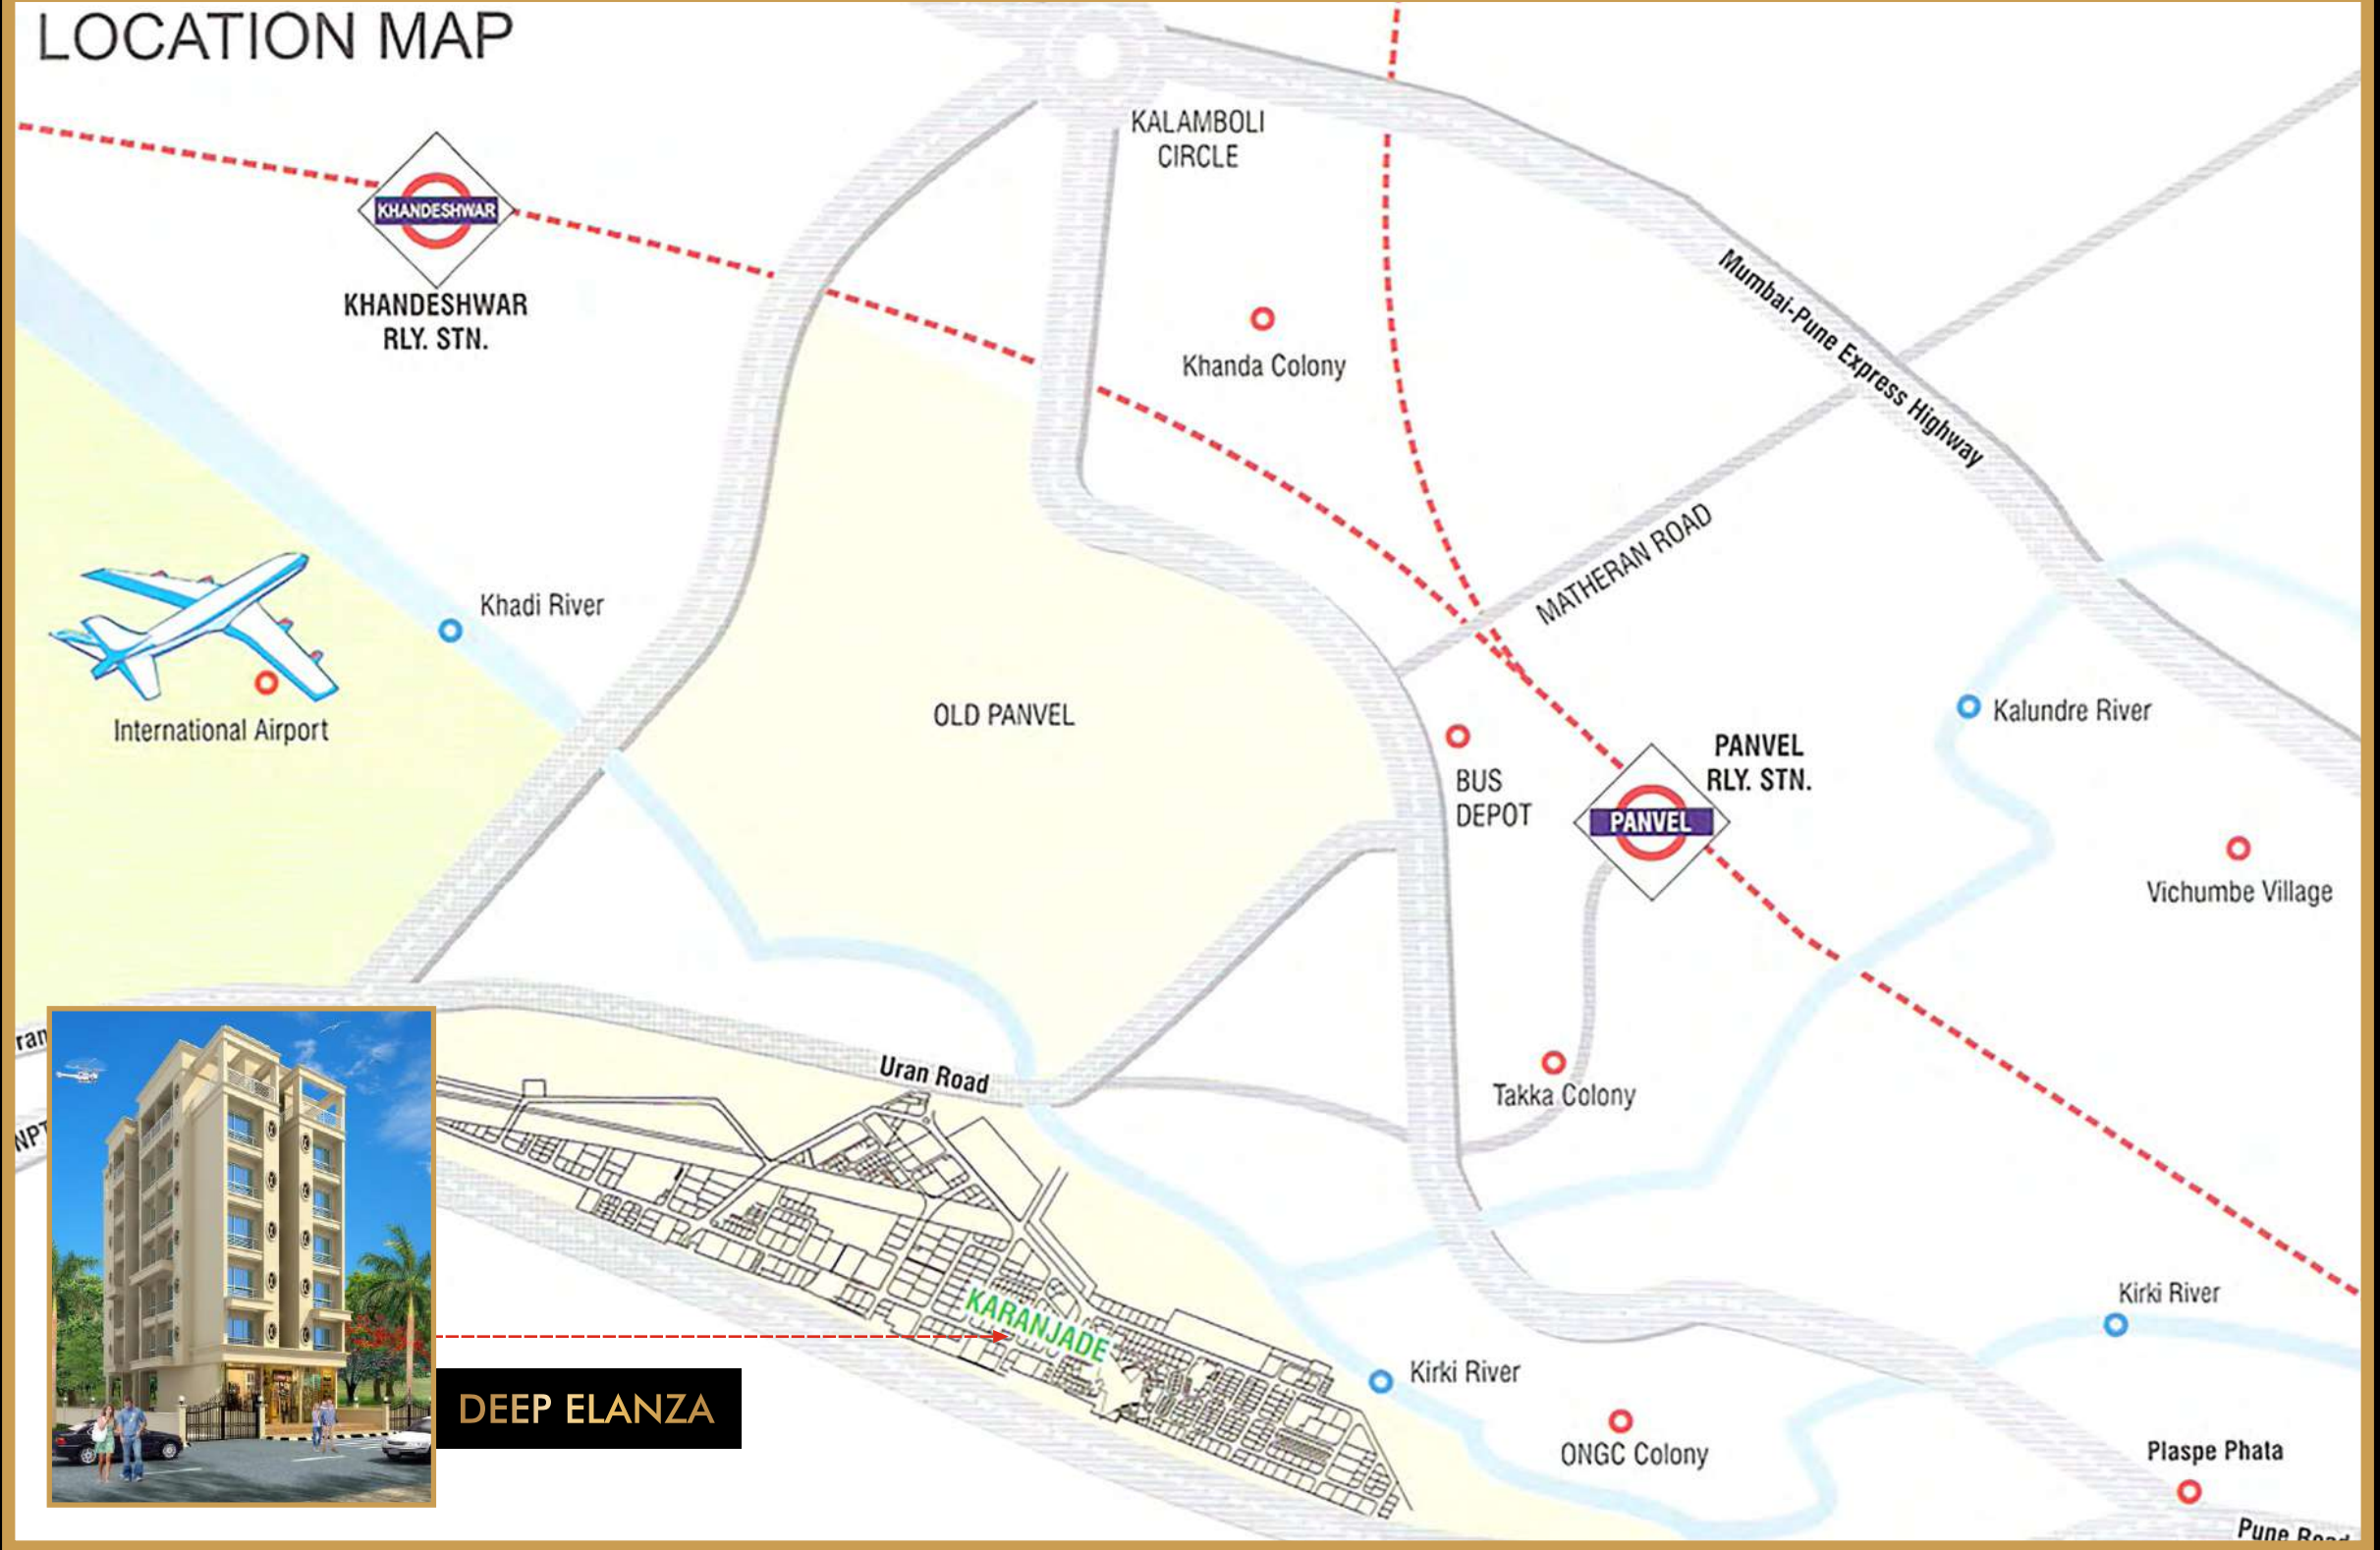 LOCATION MAP
KALAMBOLI
CIRCLE
KHANDESHWAR
KHANDESHWAR
RLY. STN.
Mumbai-Pune Express Highway
Khanda Colony
MATHERAN ROAD
Khadi River
International Airport
OLD PANVEL
Kalundre River
BUS
DEPOT
PANVEL
RLY. STN.
PANVEL
Vichumbe Village
Uran Road
Takka Colony
KARANJADE
Kirki River
Kirki River
DEEP ELANZA
ONGC Colony
Plaspe Phata
Pune Road